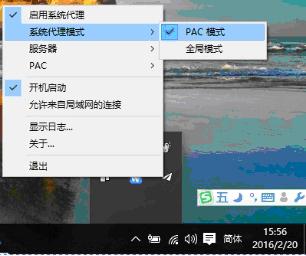 启用系统代理
系统代理模式
PAC 模式
服务器
全局模式
PAC
开机启动
允许来自局域网的连接
显示日志...
关于...
退出
五
简体
15:56
2016/2/20